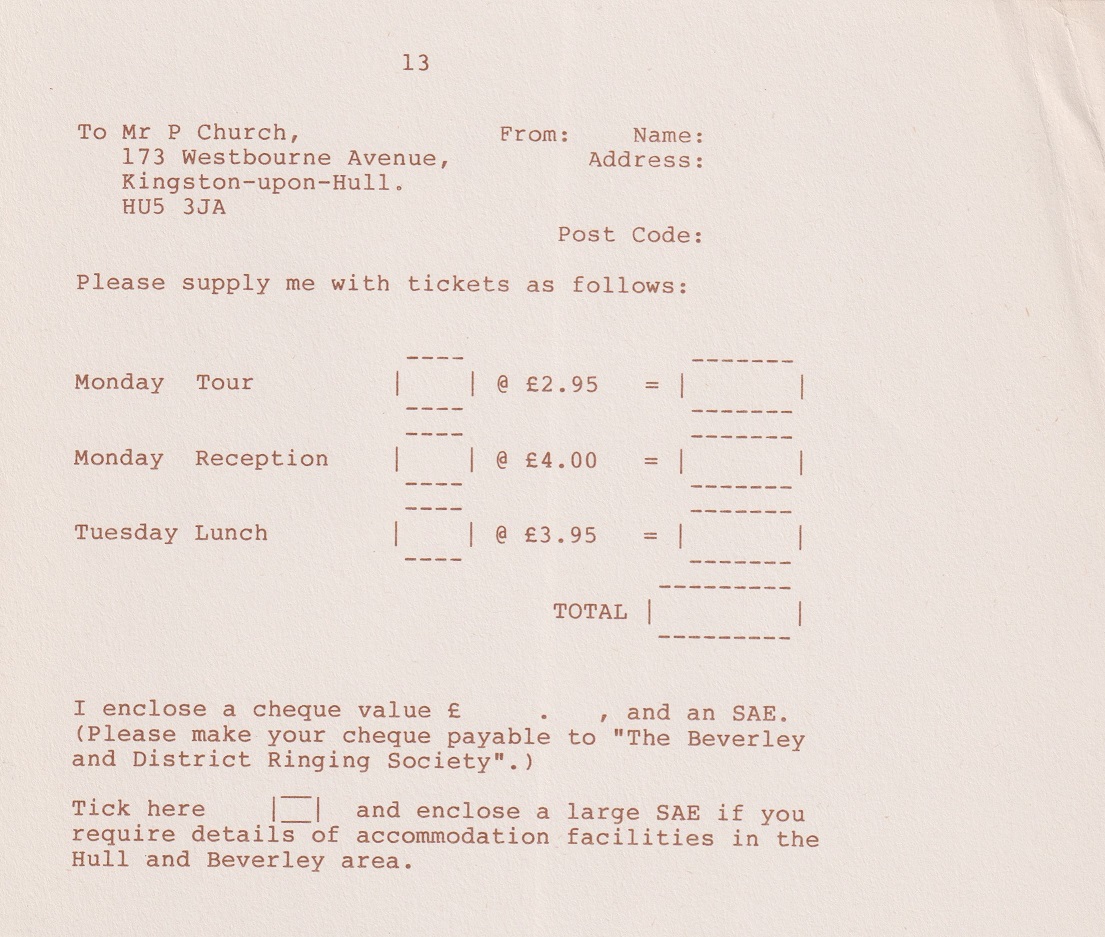 13
To Mr P Church,
173 Westbourne Avenue,
Kingston-upon-Hull.
HU5 3JA
From: Name:
Address:
Post Code:
Please supply me with tickets as follows:
Monday Tour @ £2.95 =
Monday Reception @ £4.00 =
Tuesday Lunch @ £3.95 =
TOTAL
I enclose a cheque value £ . , and an SAE.
(Please make your cheque payable to "The Beverley
and District Ringing Society".)
Tick here and enclose a large SAE if you
require details of accommodation facilities in the
Hull and Beverley area.